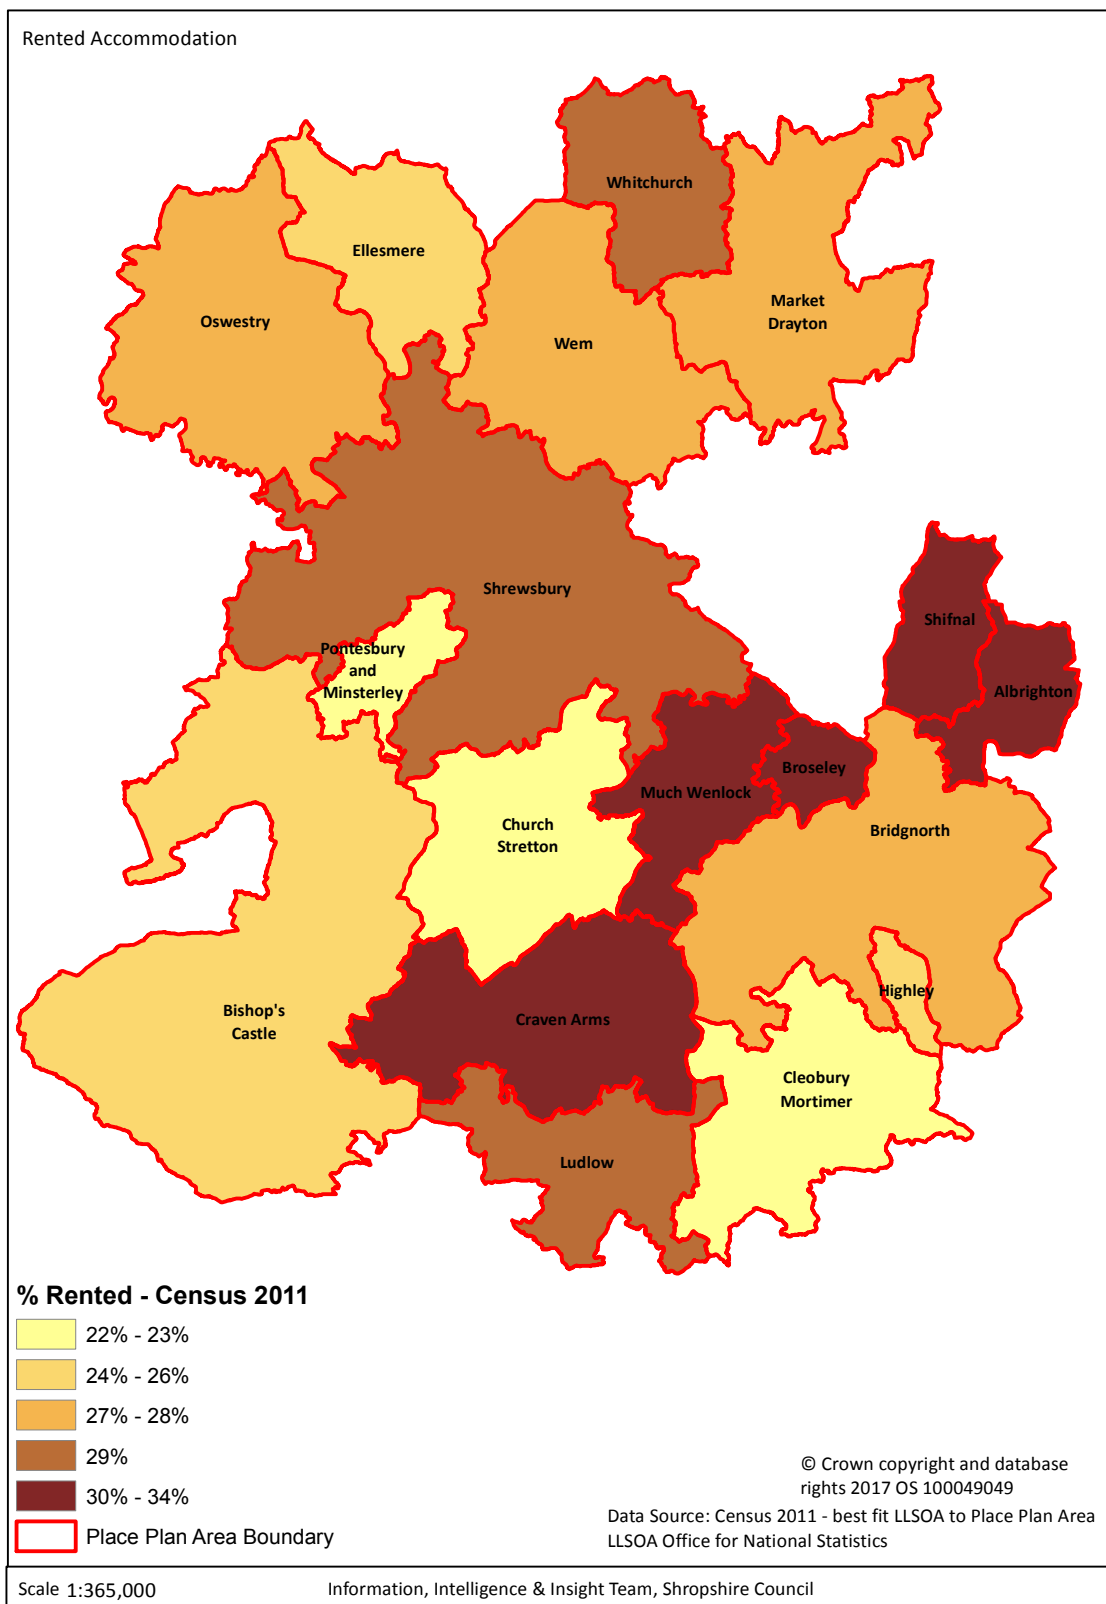 Rented Accommodation
Whitchurch
Ellesmere
Market
Drayton
Oswestry
Wem
Shrewsbury
Shifnal
Pontesbury
and
Minsterley
Albrighton
Broseley
Much Wenlock
Church
Stretton
Bridgnorth
Highley
Bishop's
Castle
Craven Arms
Cleobury
Mortimer
Ludlow
% Rented - Census 2011
22% - 23%
24% - 26%
27% - 28%
29%
30% - 34%
Place Plan Area Boundary
© Crown copyright and database
rights 2017 OS 100049049
Data Source: Census 2011 - best fit LLSOA to Place Plan Area
LLSOA Office for National Statistics
Scale 1:365,000
Information, Intelligence & Insight Team, Shropshire Council